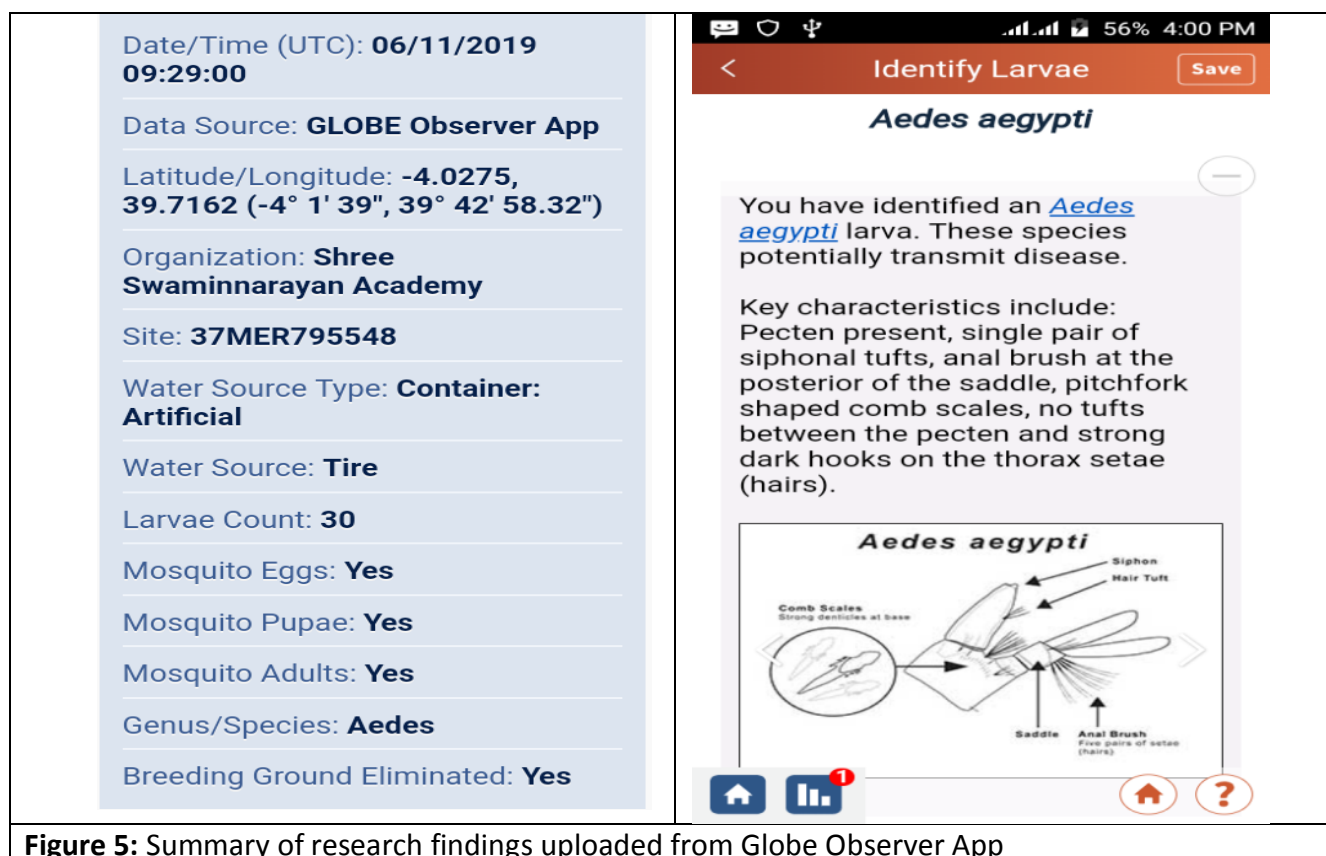 Date/Time (UTC): 06/11/2019
09:29:00
Data Source: GLOBE Observer App
Latitude/Longitude: -4.0275,
39.7162 (-4° 1' 39", 39° 42' 58.32")
Organization: Shree
Swaminnarayan Academy
Site: 37MER795548
Water Source Type: Container:
Artificial
Water Source: Tire
Larvae Count: 30
Mosquito Eggs: Yes
Mosquito Pupae: Yes
Mosquito Adults: Yes
Genus/Species: Aedes
Breeding Ground Eliminated: Yes
56% 4:00 PM
Identify Larvae
Save
Aedes aegypti
You have identified an Aedes
aegypti larva. These species
potentially transmit disease.
Key characteristics include:
Pecten present, single pair of
siphonal tufts, anal brush at the
posterior of the saddle, pitchfork
shaped comb scales, no tufts
between the pecten and strong
dark hooks on the thorax setae
(hairs).
Aedes aegypti
Siphon
Hair Tuft
Comb Scales
Strong denticles at base
Saddle
Anal Brush
Five pairs of setae
(hairs)
1
?
Figure 5: Summary of research findings uploaded from Globe Observer App